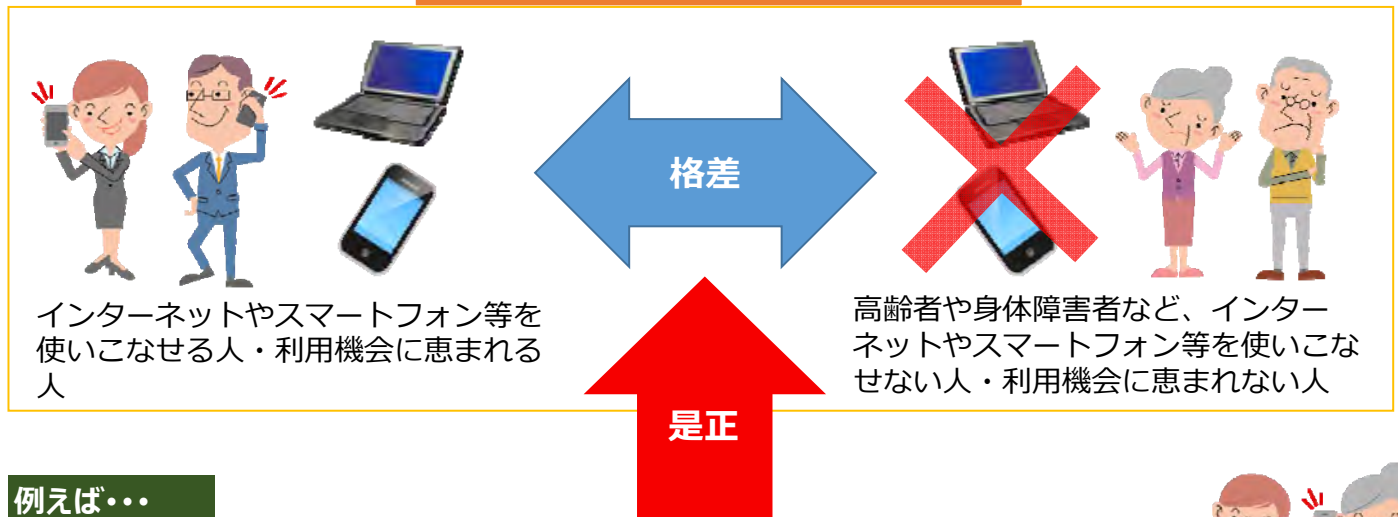 格差
インターネットやスマートフォン等を
使いこなせる人・利用機会に恵まれる
人
高齢者や身体障害者など、インター
ネットやスマートフォン等を使いこな
せない人・利用機会に恵まれない人
是正
例えば・・・